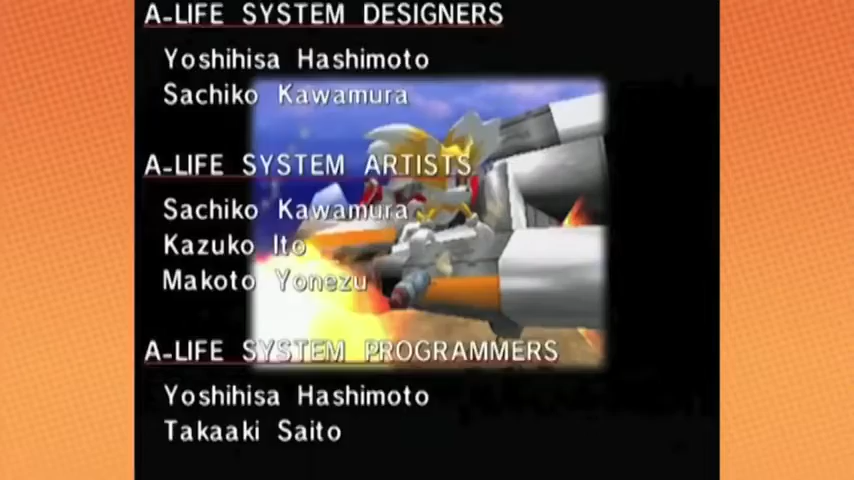 A-LIFE SYSTEM DESIGNERS
Yoshihisa Hashimoto
Sachiko Kawamura
A-LIFE SYSTEM ARTISTS
Sachiko Kawamura
Kazuko Ito
Makoto Yonezu
A-LIFE SYSTEM PROGRAMMERS
Yoshihisa Hashimoto
Takaaki Saito